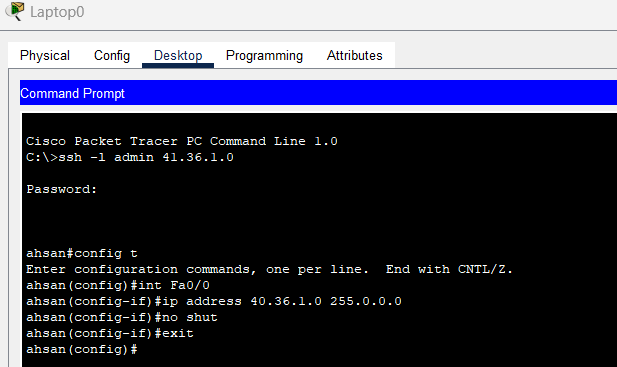 Laptop0
Physical Config Desktop Programming Attributes
Command Prompt
Cisco Packet Tracer PC Command Line 1.0
C:\>ssh -l admin 41.36.1.0
Password:
ahsan#config t
Enter configuration commands, one per line.  End with CNTL/Z.
ahsan(config)#int Fa0/0
ahsan(config-if)#ip address 40.36.1.0 255.0.0.0
ahsan(config-if)#no shut
ahsan(config-if)#exit
ahsan(config)#